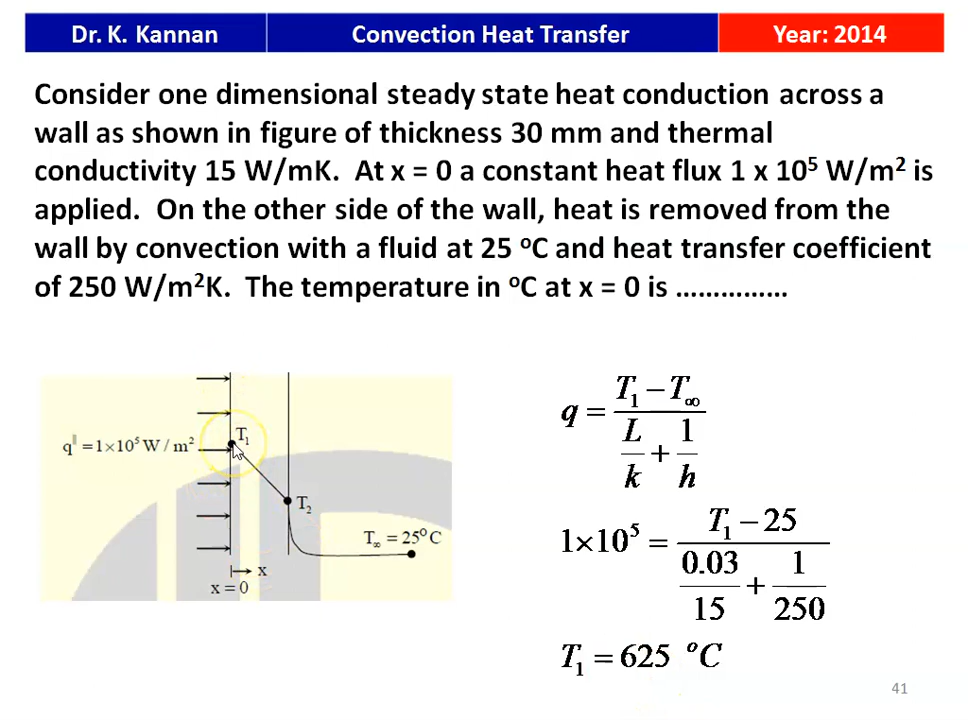 Dr. K. Kannan
Convection Heat Transfer
Year: 2014
Consider one dimensional steady state heat conduction across a
wall as shown in figure of thickness 30 mm and thermal
conductivity 15 W/mK. At x = 0 a constant heat flux 1 x 10⁵ W/m² is
applied. On the other side of the wall, heat is removed from the
wall by convection with a fluid at 25 ᵒC and heat transfer coefficient
of 250 W/m²K. The temperature in ᵒC at x = 0 is ……………
q‖ = 1×10⁵ W / m²
T₁
T₂
T∞ = 25ᵒC
x
x = 0
q = (T₁ − T∞) / (L/k + 1/h)
1×10⁵ = (T₁ − 25) / (0.03/15 + 1/250)
T₁ = 625 ᵒC
41